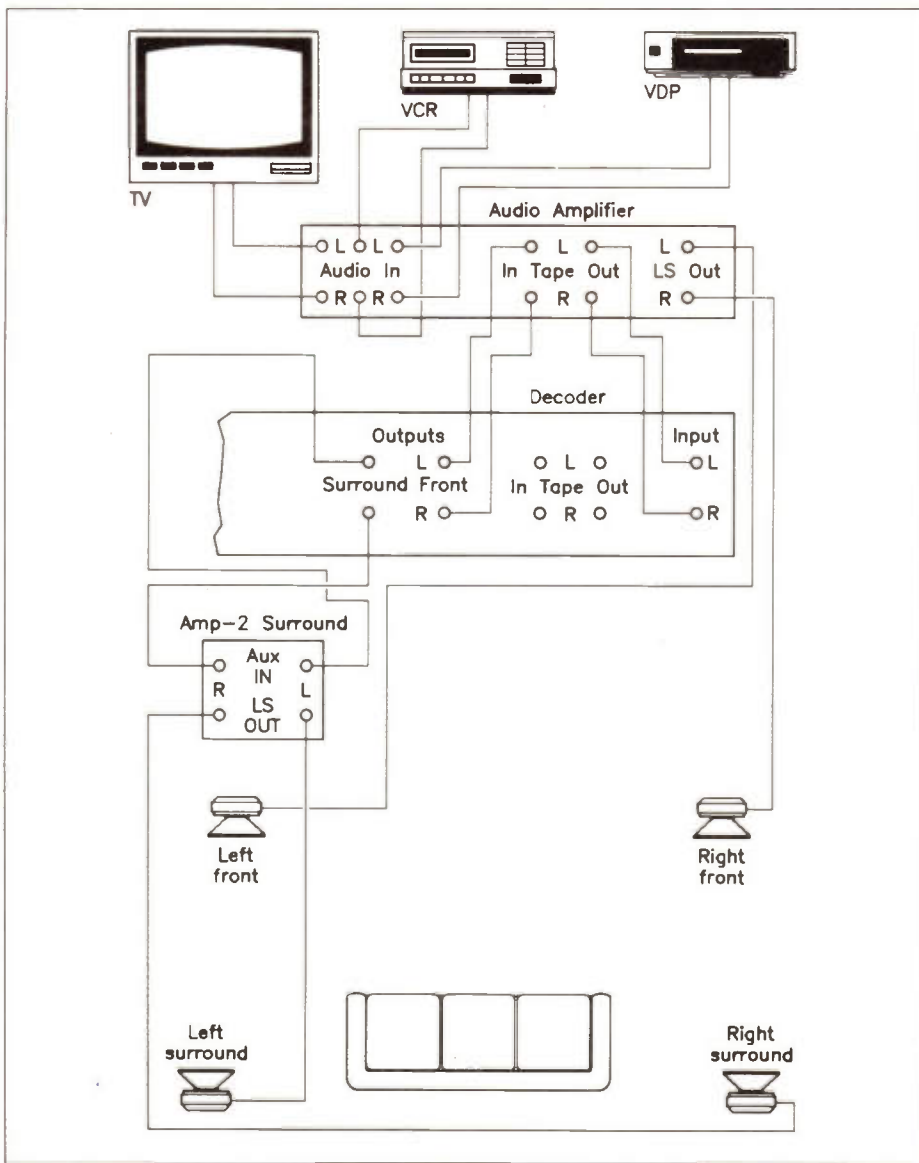 TV
VCR
VDP
Audio Amplifier
L L L LS Out
Audio In In Tape Out
R R R R
Decoder
Outputs Input
L L L
Surround Front In Tape Out
R R R
Amp-2 Surround
Aux
IN
R L
LS
OUT
Left
front
Right
front
Left
surround
Right
surround